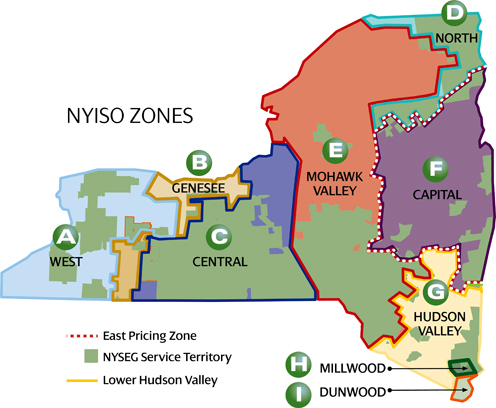 D
NORTH
NYISO ZONES
B
GENESEE
E
MOHAWK
VALLEY
F
CAPITAL
A
WEST
C
CENTRAL
G
HUDSON
VALLEY
East Pricing Zone
NYSEG Service Territory
Lower Hudson Valley
H MILLWOOD
I DUNWOOD